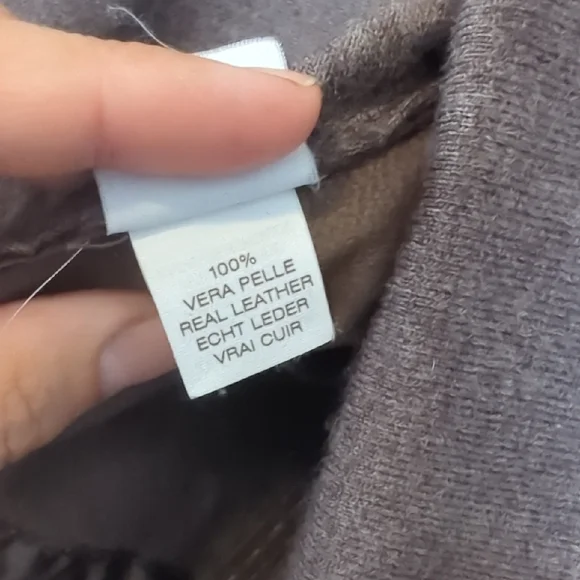 100%
VERA PELLE
REAL LEATHER
ECHT LEDER
VRAI CUIR